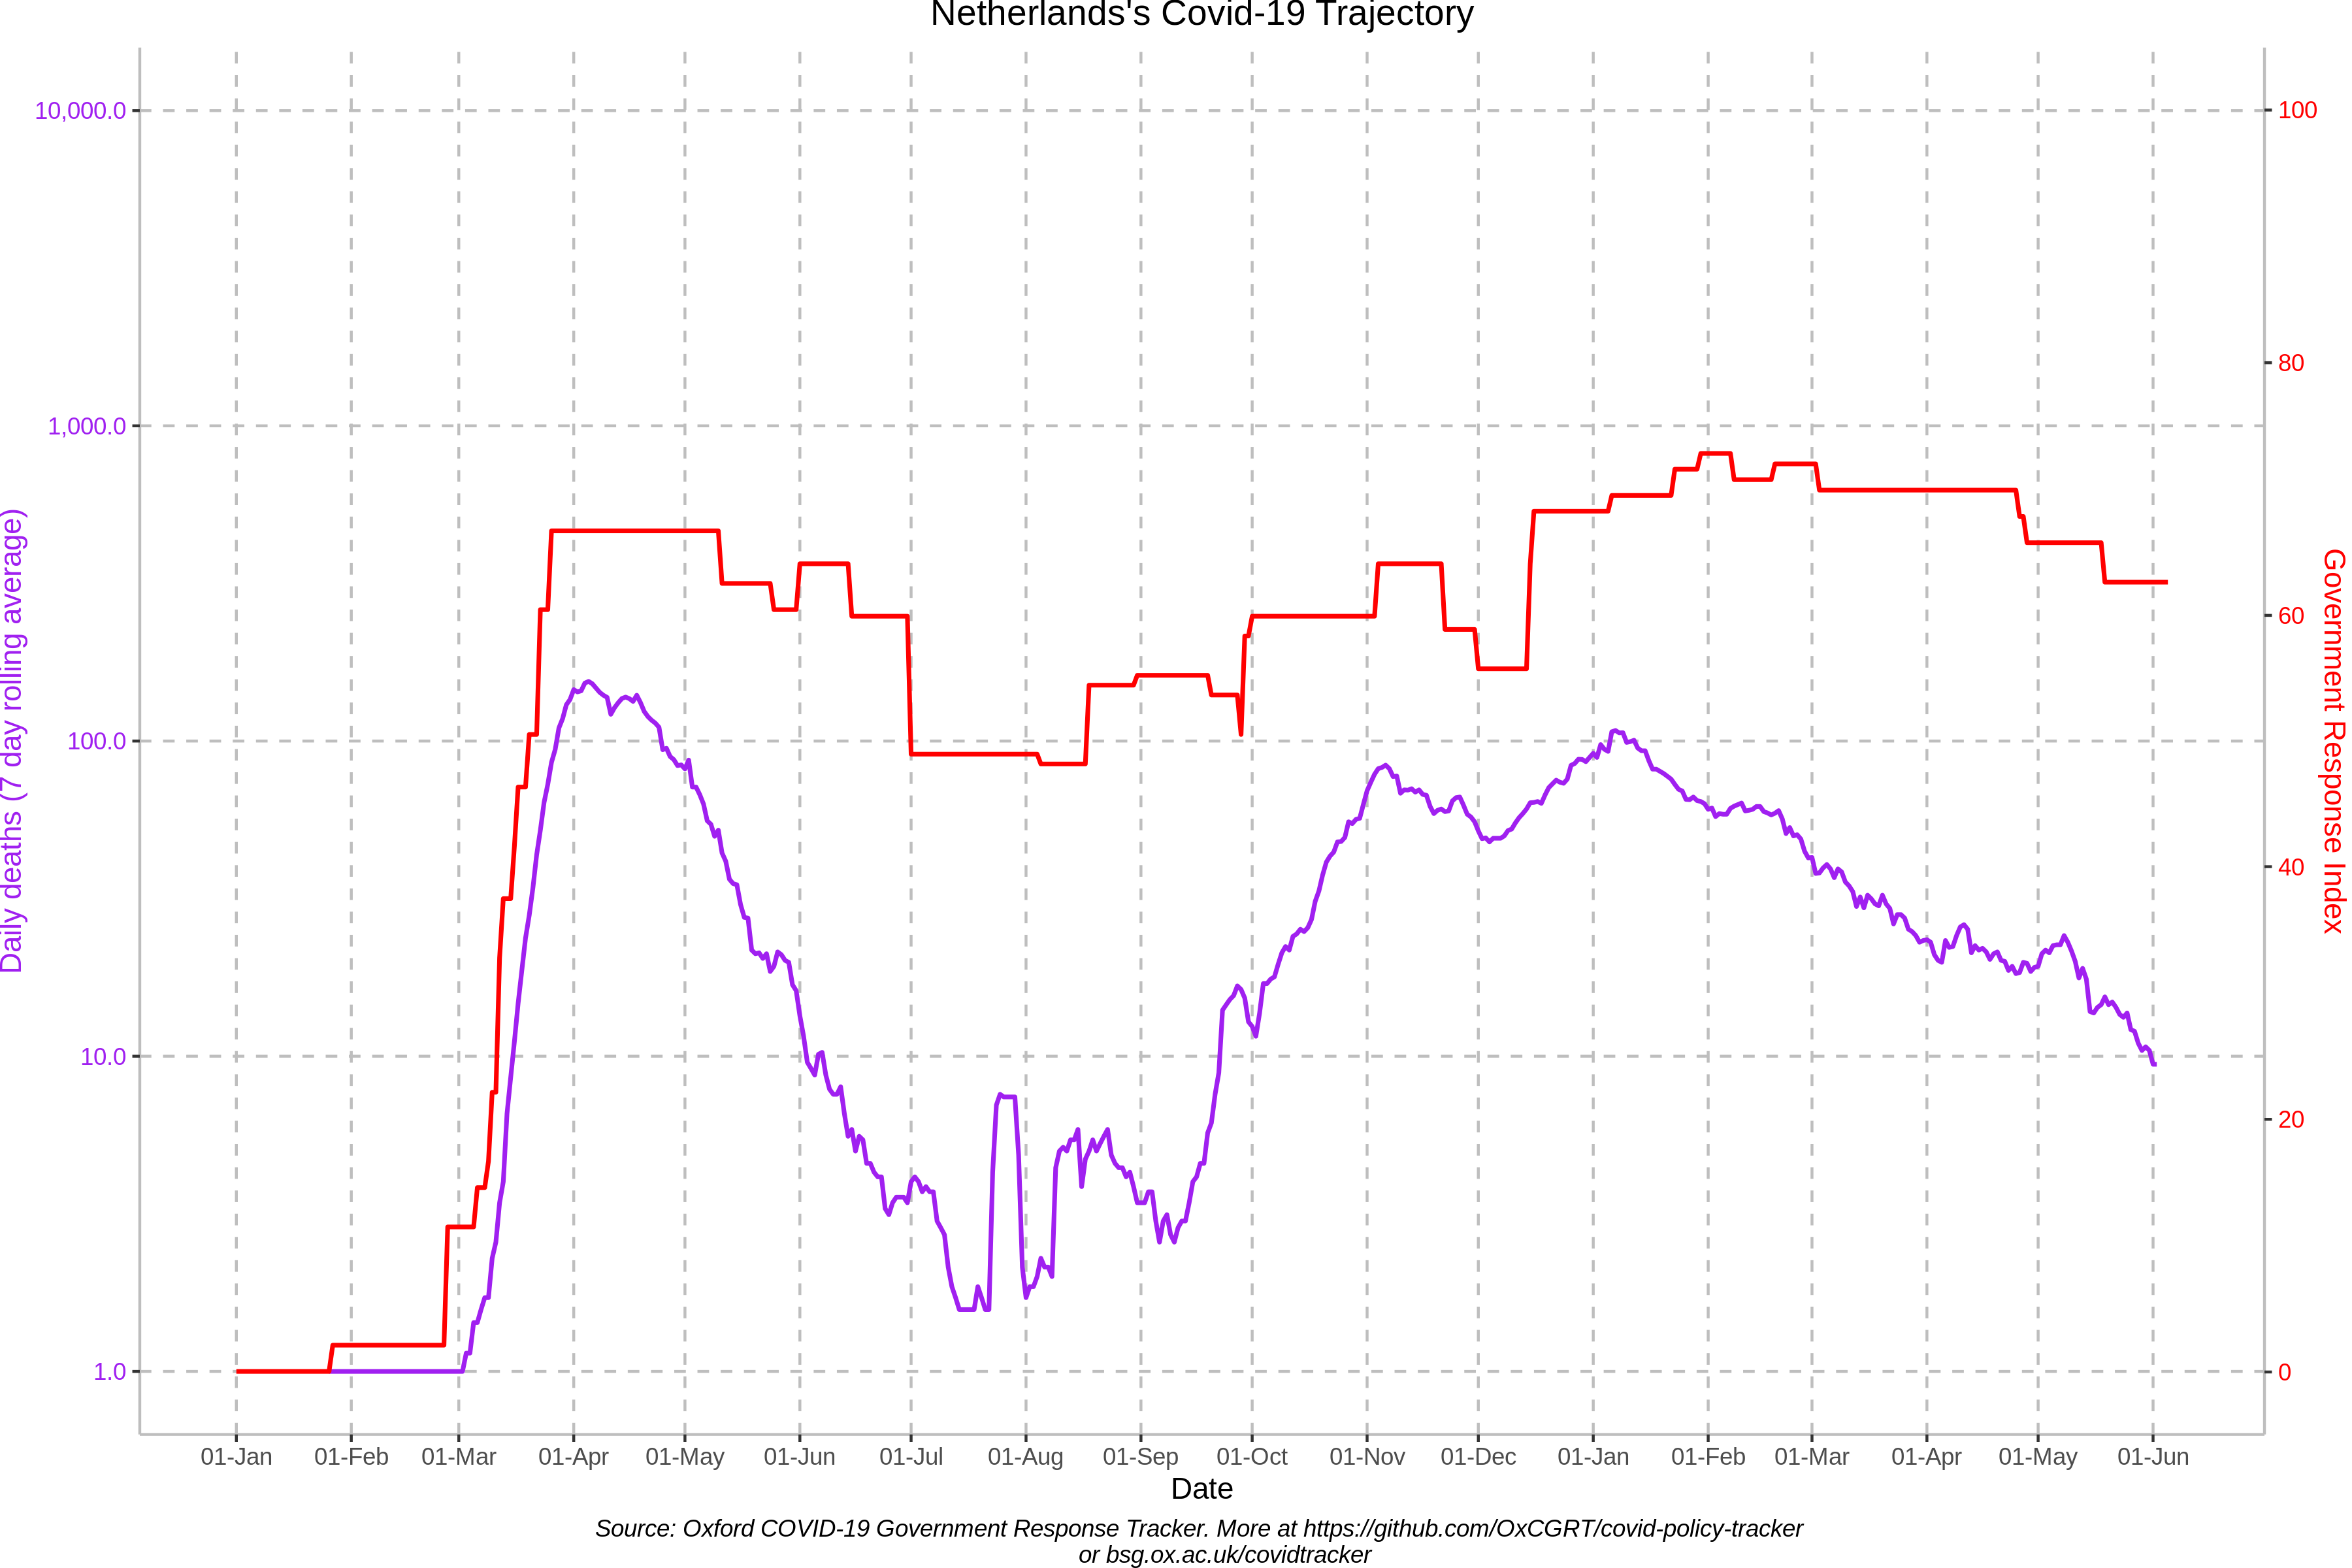 Netherlands's Covid-19 Trajectory
10,000.0
1,000.0
100.0
10.0
1.0
Daily deaths (7 day rolling average)
100
80
60
40
20
0
Government Response Index
01-Jan 01-Feb 01-Mar 01-Apr 01-May 01-Jun 01-Jul 01-Aug 01-Sep 01-Oct 01-Nov 01-Dec 01-Jan 01-Feb 01-Mar 01-Apr 01-May 01-Jun
Date
Source: Oxford COVID-19 Government Response Tracker. More at https://github.com/OxCGRT/covid-policy-tracker
or bsg.ox.ac.uk/covidtracker